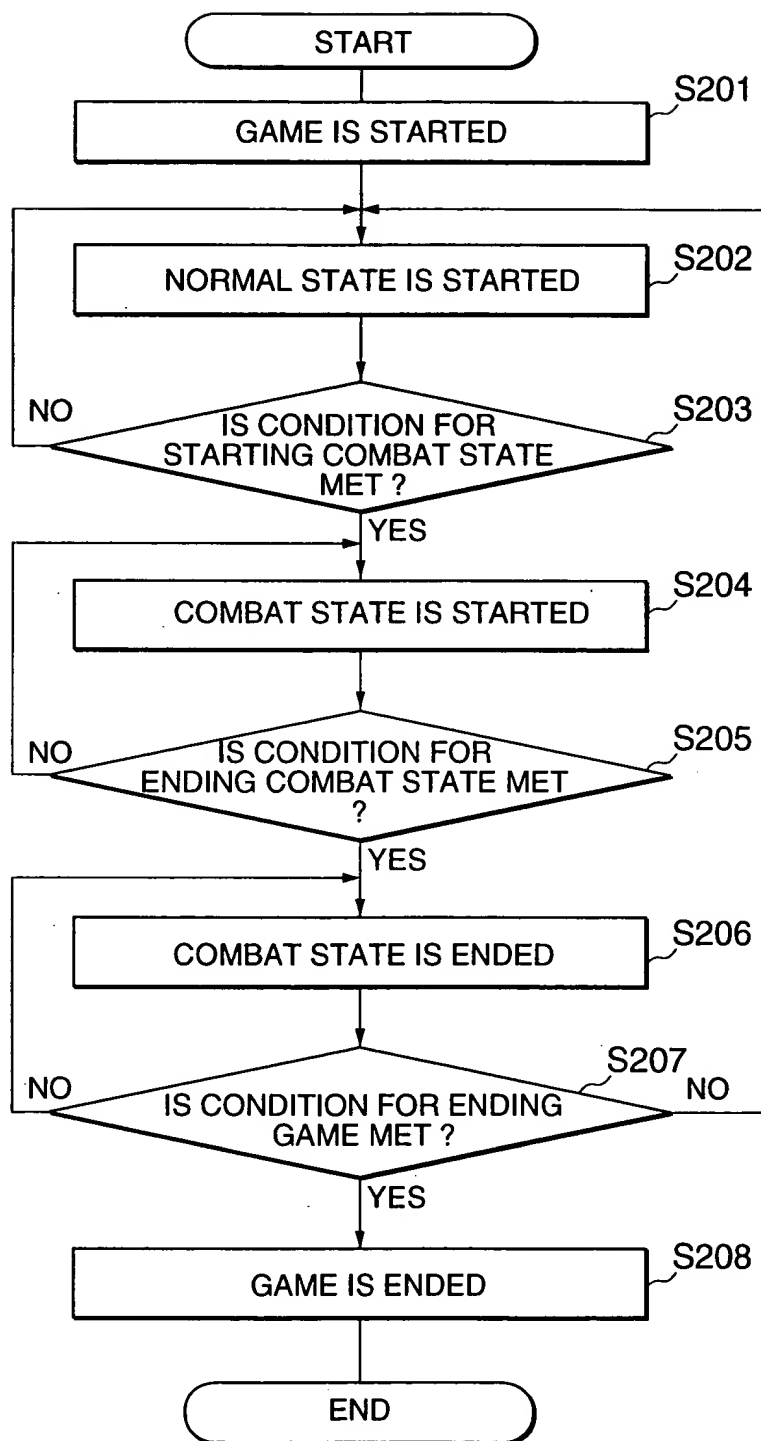 START
S201
GAME IS STARTED
S202
NORMAL STATE IS STARTED
NO
S203
IS CONDITION FOR
STARTING COMBAT STATE
MET ?
YES
S204
COMBAT STATE IS STARTED
NO
S205
IS CONDITION FOR
ENDING COMBAT STATE MET
?
YES
S206
COMBAT STATE IS ENDED
NO
S207
NO
IS CONDITION FOR ENDING
GAME MET ?
YES
S208
GAME IS ENDED
END